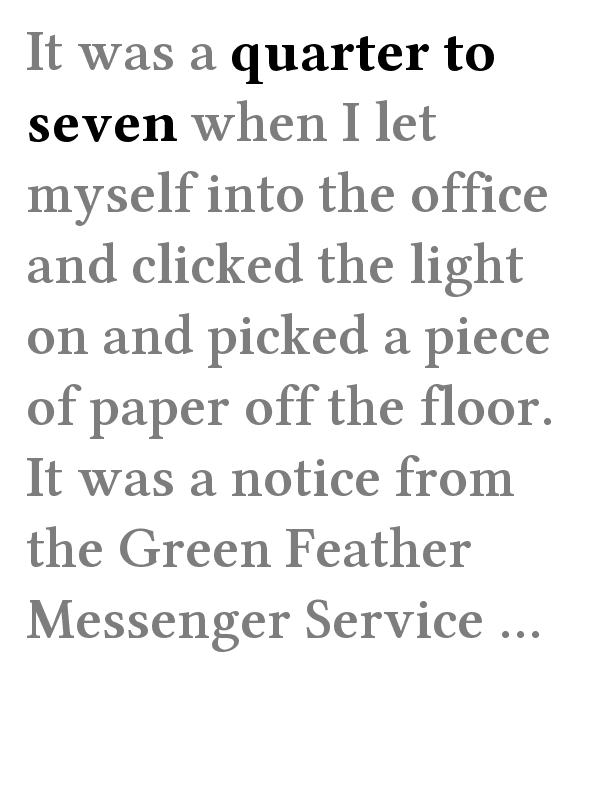 It was a quarter to
seven when I let
myself into the office
and clicked the light
on and picked a piece
of paper off the floor.
It was a notice from
the Green Feather
Messenger Service ...